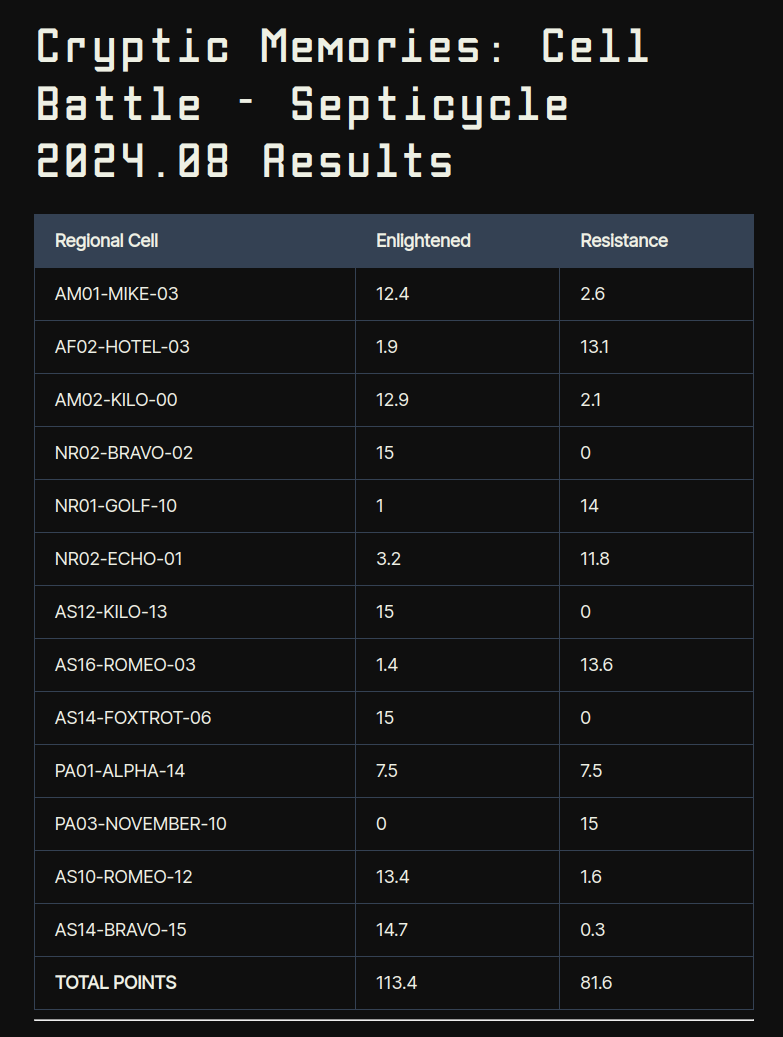 Cryptic Memories: Cell
Battle - Septicycle
2024.08 Results
Regional Cell Enlightened Resistance
AM01-MIKE-03 12.4 2.6
AF02-HOTEL-03 1.9 13.1
AM02-KILO-00 12.9 2.1
NR02-BRAVO-02 15 0
NR01-GOLF-10 1 14
NR02-ECHO-01 3.2 11.8
AS12-KILO-13 15 0
AS16-ROMEO-03 1.4 13.6
AS14-FOXTROT-06 15 0
PA01-ALPHA-14 7.5 7.5
PA03-NOVEMBER-10 0 15
AS10-ROMEO-12 13.4 1.6
AS14-BRAVO-15 14.7 0.3
TOTAL POINTS 113.4 81.6